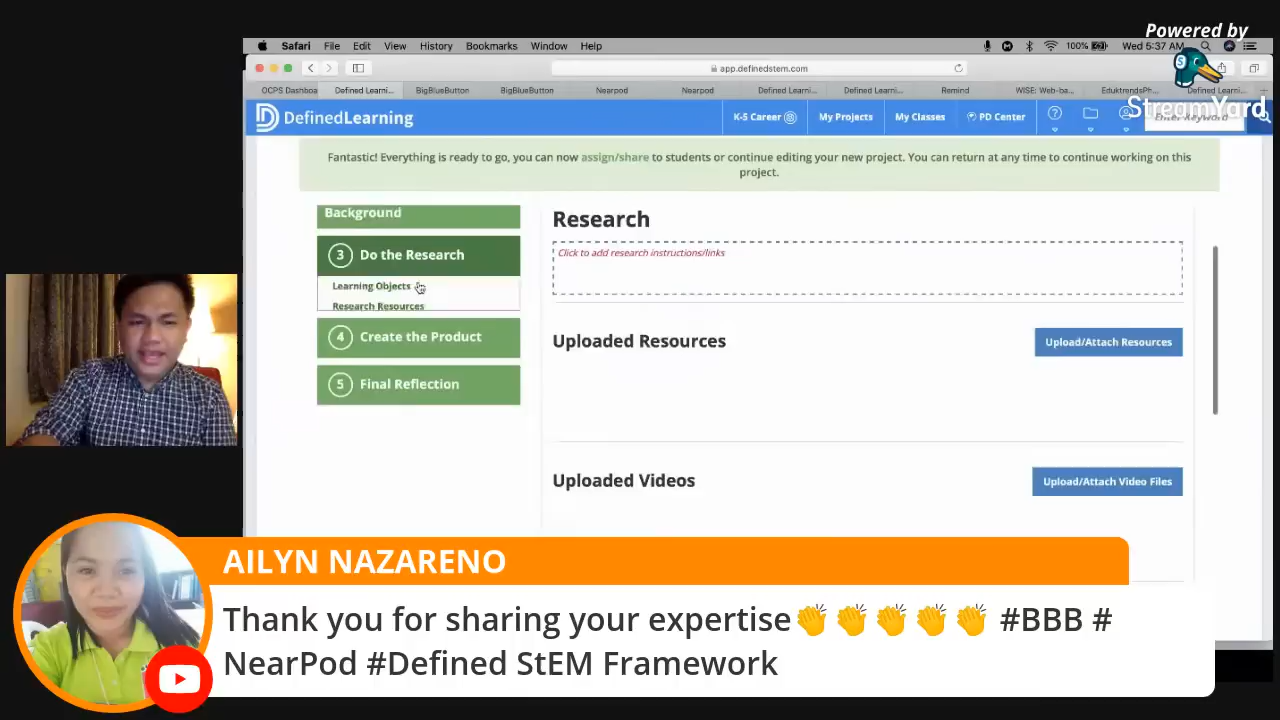 Powered by
StreamYard
Safari File Edit View History Bookmarks Window Help
100% Wed 5:37 AM
app.definedstem.com
OCPS Dashboa Defined Learni... BigBlueButton BigBlueButton Nearpod Nearpod Defined Learni... Defined Learni... Remind WISE: Web-ba... EduktrendsPh... Defined Learni...
DefinedLearning K-5 Career My Projects My Classes PD Center Enter Keyword
Fantastic! Everything is ready to go, you can now assign/share to students or continue editing your new project. You can return at any time to continue working on this
project.
Background
3 Do the Research
Learning Objects
Research Resources
4 Create the Product
5 Final Reflection
Research
Click to add research instructions/links
Uploaded Resources
Upload/Attach Resources
Uploaded Videos
Upload/Attach Video Files
AILYN NAZARENO
Thank you for sharing your expertise👏👏👏👏👏 #BBB #
NearPod #Defined StEM Framework